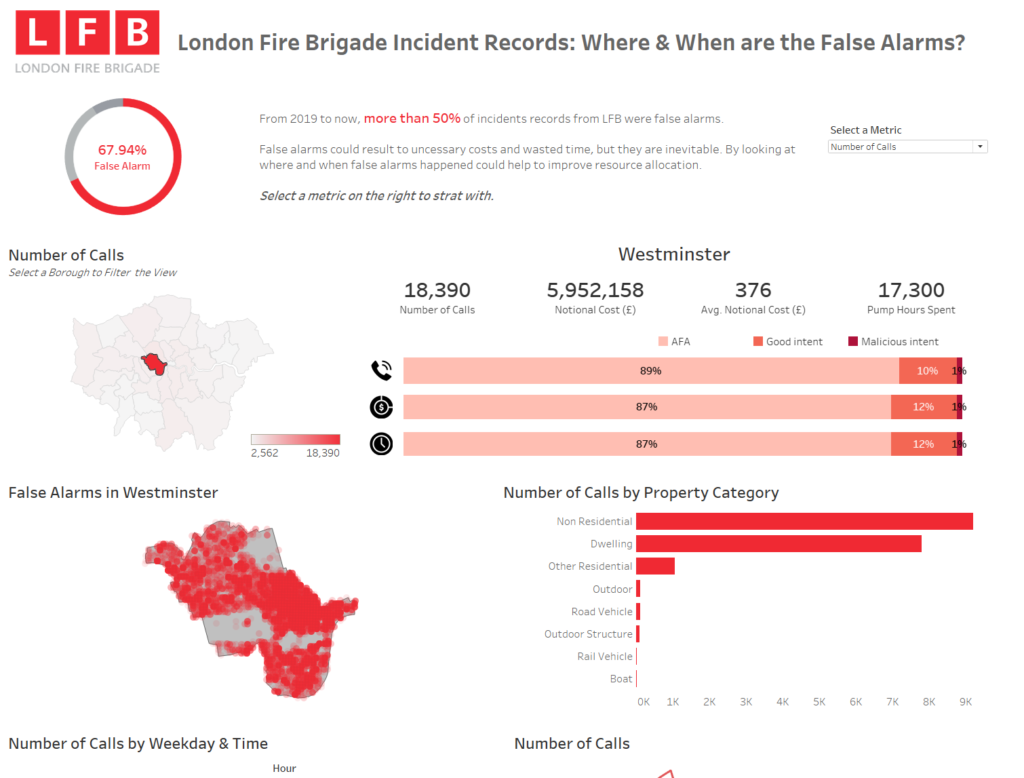 LFB
LONDON FIRE BRIGADE
London Fire Brigade Incident Records: Where & When are the False Alarms?
67.94%
False Alarm
From 2019 to now, more than 50% of incidents records from LFB were false alarms.
False alarms could result to uncessary costs and wasted time, but they are inevitable. By looking at
where and when false alarms happened could help to improve resource allocation.
Select a metric on the right to strat with.
Select a Metric
Number of Calls
Number of Calls
Select a Borough to Filter the View
2,562 18,390
Westminster
18,390 5,952,158 376 17,300
Number of Calls Notional Cost (£) Avg. Notional Cost (£) Pump Hours Spent
AFA Good intent Malicious intent
89% 10% 1%
$ 87% 12% 1%
87% 12% 1%
False Alarms in Westminster
Number of Calls by Property Category
Non Residential
Dwelling
Other Residential
Outdoor
Road Vehicle
Outdoor Structure
Rail Vehicle
Boat
0K 1K 2K 3K 4K 5K 6K 7K 8K 9K
Number of Calls by Weekday & Time
Hour
Number of Calls